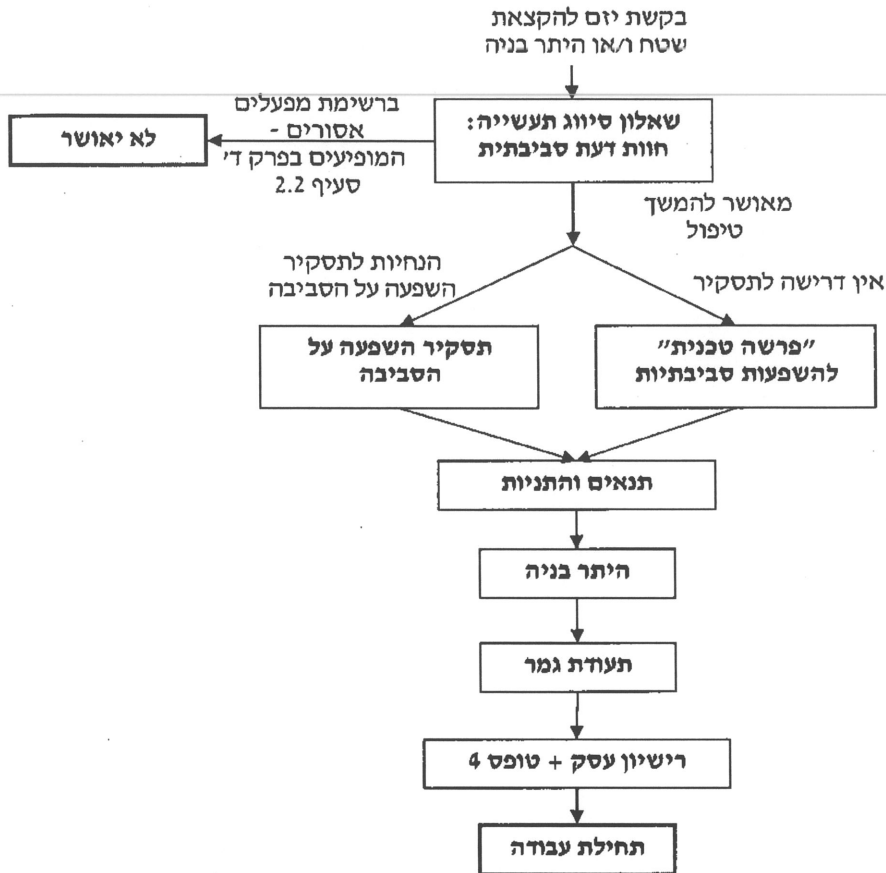 בקשת יזם להקצאת
שטח ו/או היתר בניה
שאלון סיווג תעשייה:
חוות דעת סביבתית
ברשימת מפעלים
אסורים -
המופיעים בפרק ד'
סעיף 2.2
לא יאושר
מאושר להמשך
טיפול
הנחיות לתסקיר
השפעה על הסביבה
אין דרישה לתסקיר
תסקיר השפעה על
הסביבה
"פרשה טכנית"
להשפעות סביבתיות
תנאים והתניות
היתר בניה
תעודת גמר
רישיון עסק + טופס 4
תחילת עבודה